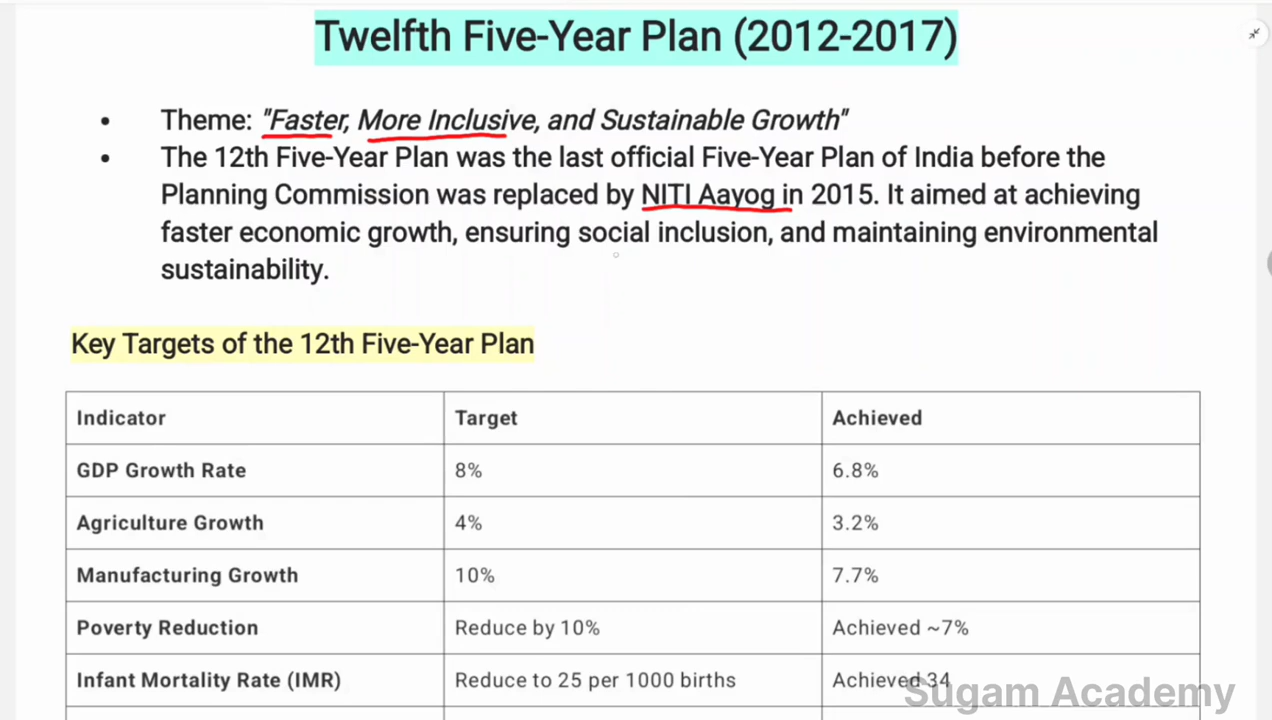 Twelfth Five-Year Plan (2012-2017)
• Theme: "Faster, More Inclusive, and Sustainable Growth"
• The 12th Five-Year Plan was the last official Five-Year Plan of India before the
Planning Commission was replaced by NITI Aayog in 2015. It aimed at achieving
faster economic growth, ensuring social inclusion, and maintaining environmental
sustainability.
Key Targets of the 12th Five-Year Plan
Indicator Target Achieved
GDP Growth Rate 8% 6.8%
Agriculture Growth 4% 3.2%
Manufacturing Growth 10% 7.7%
Poverty Reduction Reduce by 10% Achieved ~7%
Infant Mortality Rate (IMR) Reduce to 25 per 1000 births Achieved 34
Sugam Academy